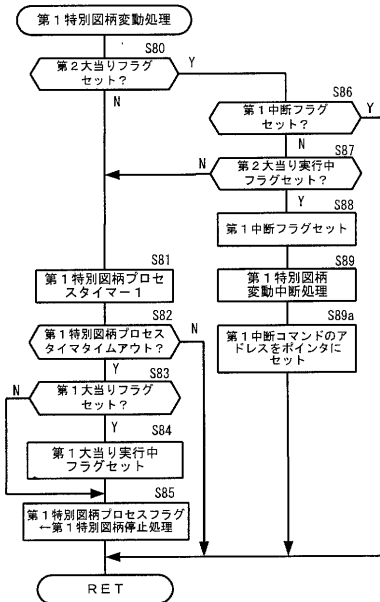 第1特別図柄変動処理
S80
第2大当りフラグ
セット?
Y
N
S86
第1中断フラグ
セット?
Y
N
S87
第2大当り実行中
フラグセット?
N
Y
S88
第1中断フラグセット
S89
第1特別図柄
変動中断処理
S89a
第1中断コマンドのア
ドレスをポインタに
セット
S81
第1特別図柄プロセ
スタイマー1
S82
第1特別図柄プロセス
タイマタイムアウト?
N
Y
S83
第1大当りフラグ
セット?
N
Y
S84
第1大当り実行中
フラグセット
S85
第1特別図柄プロセスフラグ
←第1特別図柄停止処理
RET